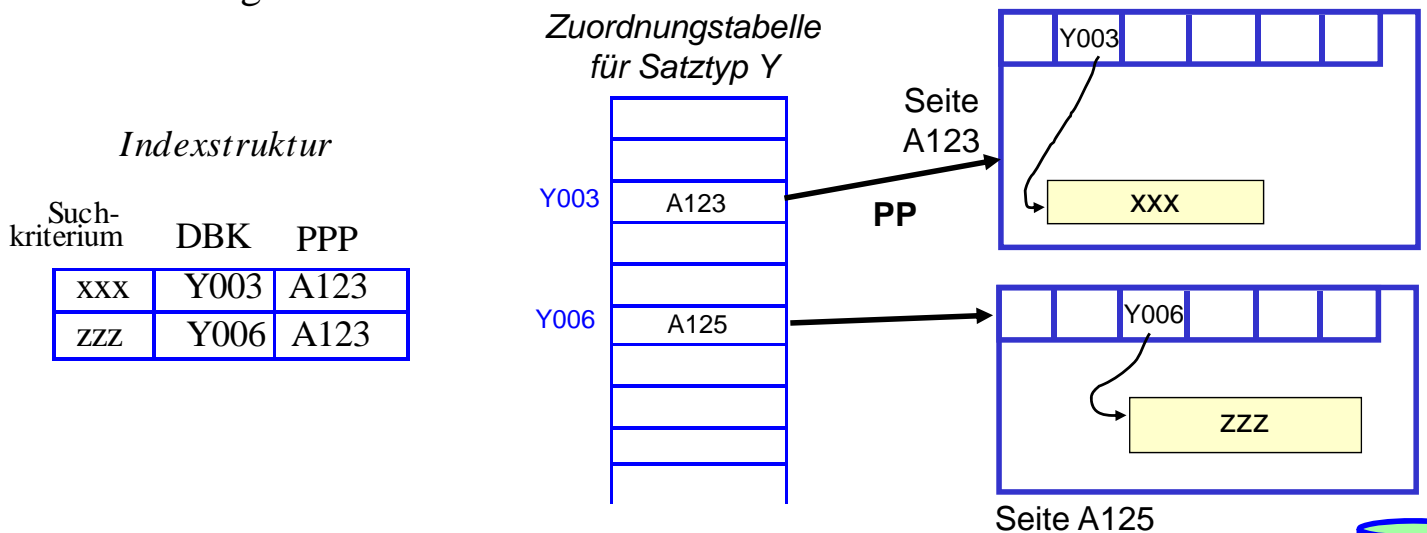 Zuordnungstabelle
für Satztyp Y
Indexstruktur
Such-
kriterium DBK PPP
xxx Y003 A123
zzz Y006 A123
Y003 A123
Y006 A125
PP
Seite
A123
Y003
xxx
Y006
zzz
Seite A125